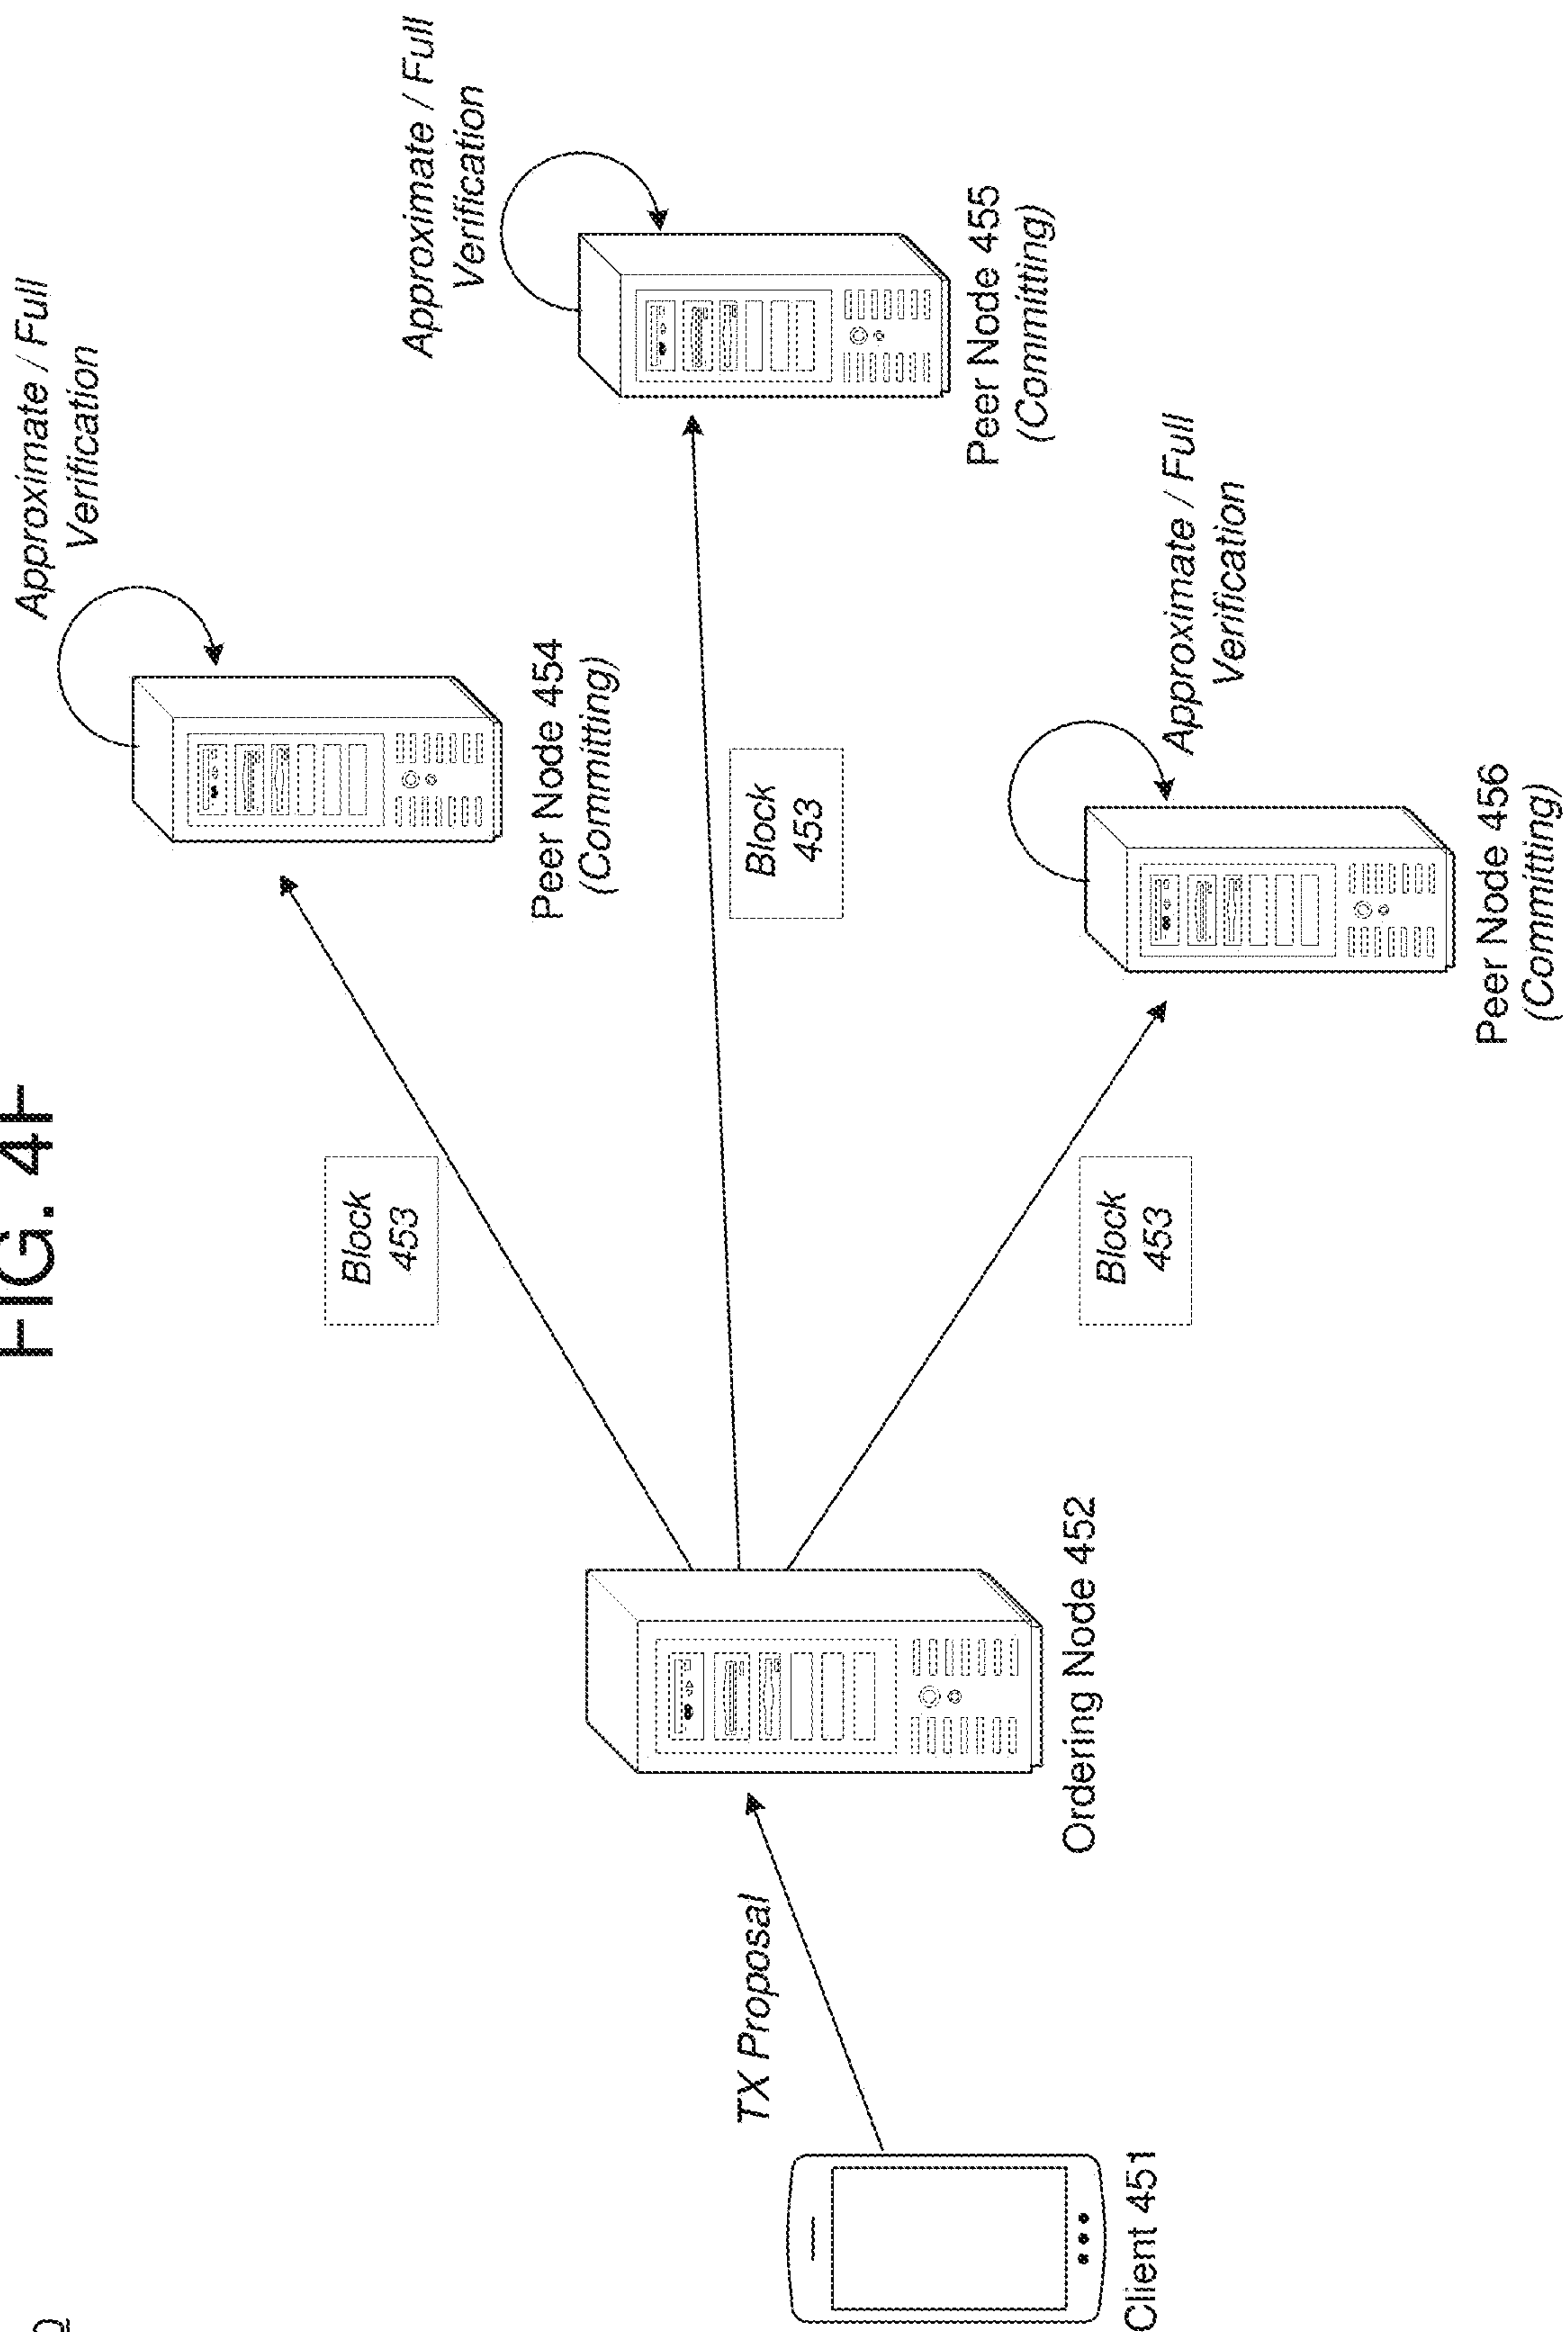 FIG. 4F
Approximate / Full
Verification
Peer Node 454
(Committing)
Block
453
Approximate / Full
Verification
Peer Node 455
(Committing)
Block
453
TX Proposal
Client 451
Ordering Node 452
Block
453
Approximate / Full
Verification
Peer Node 456
(Committing)